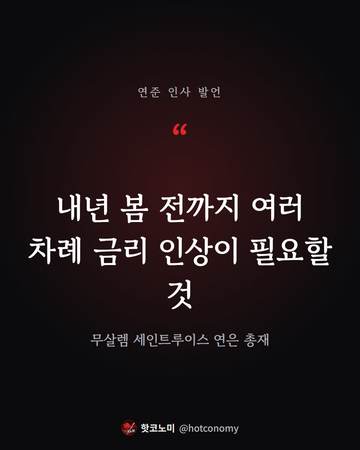 연준 인사 발언
“
내년 봄 전까지 여러
차례 금리 인상이 필요할
것
무살렘 세인트루이스 연은 총재
핫코노미 @hotconomy